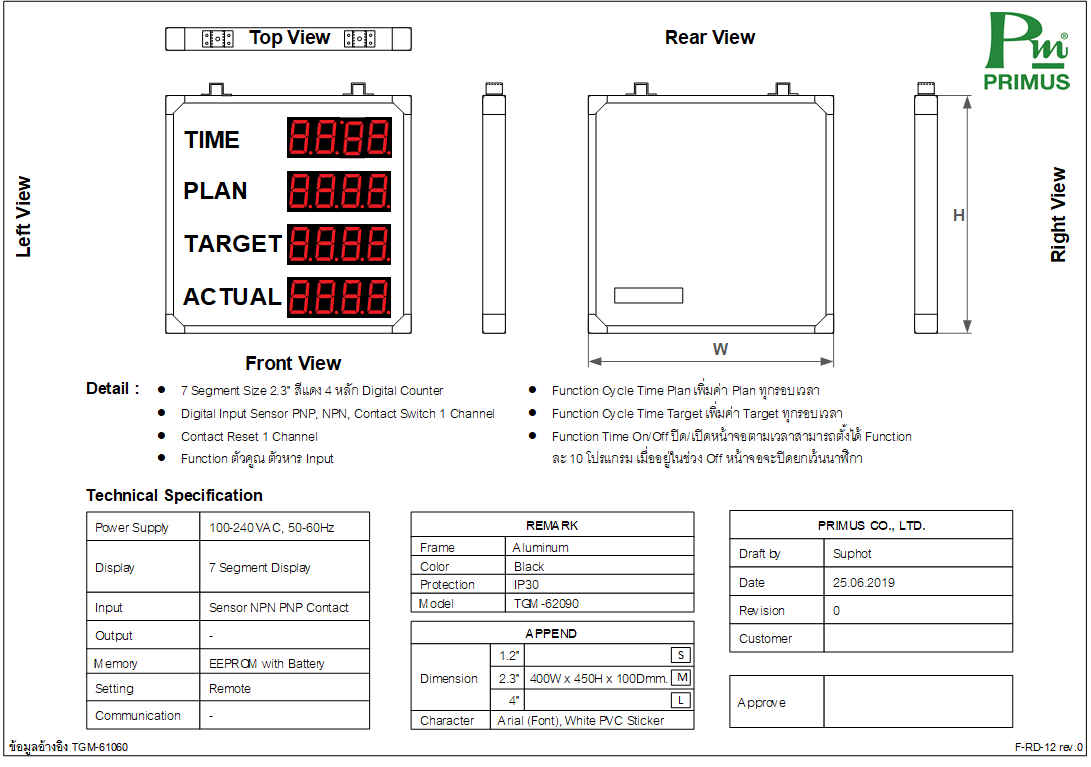 Top View
Rear View
Pm®
PRIMUS
Left View
TIME 88:88
PLAN 8.8.8.8.
TARGET 8.8.8.8.
ACTUAL 8.8.8.8.
H
W
Right View
Front View
Detail :
● 7 Segment Size 2.3" สีแดง 4 หลัก Digital Counter
● Digital Input Sensor PNP, NPN, Contact Switch 1 Channel
● Contact Reset 1 Channel
● Function ตัวคูณ ตัวหาร Input
● Function Cycle Time Plan เพิ่มค่า Plan ทุกรอบเวลา
● Function Cycle Time Target เพิ่มค่า Target ทุกรอบเวลา
● Function Time On/Off ปิด/เปิดหน้าจอตามเวลาสามารถตั้งได้ Function
ละ 10 โปรแกรม เมื่ออยู่ในช่วง Off หน้าจอจะปิดยกเว้นนาฬิกา
Technical Specification
Power Supply 100-240VAC, 50-60Hz
Display 7 Segment Display
Input Sensor NPN PNP Contact
Output -
Memory EEPROM with Battery
Setting Remote
Communication -
REMARK
Frame Aluminum
Color Black
Protection IP30
Model TGM-62090
APPEND
Dimension
1.2" S
2.3" 400W x 450H x 100Dmm. M
4" L
Character Arial (Font), White PVC Sticker
PRIMUS CO., LTD.
Draft by Suphot
Date 25.06.2019
Revision 0
Customer
Approve
ข้อมูลอ้างอิง TGM-61060
F-RD-12 rev.0